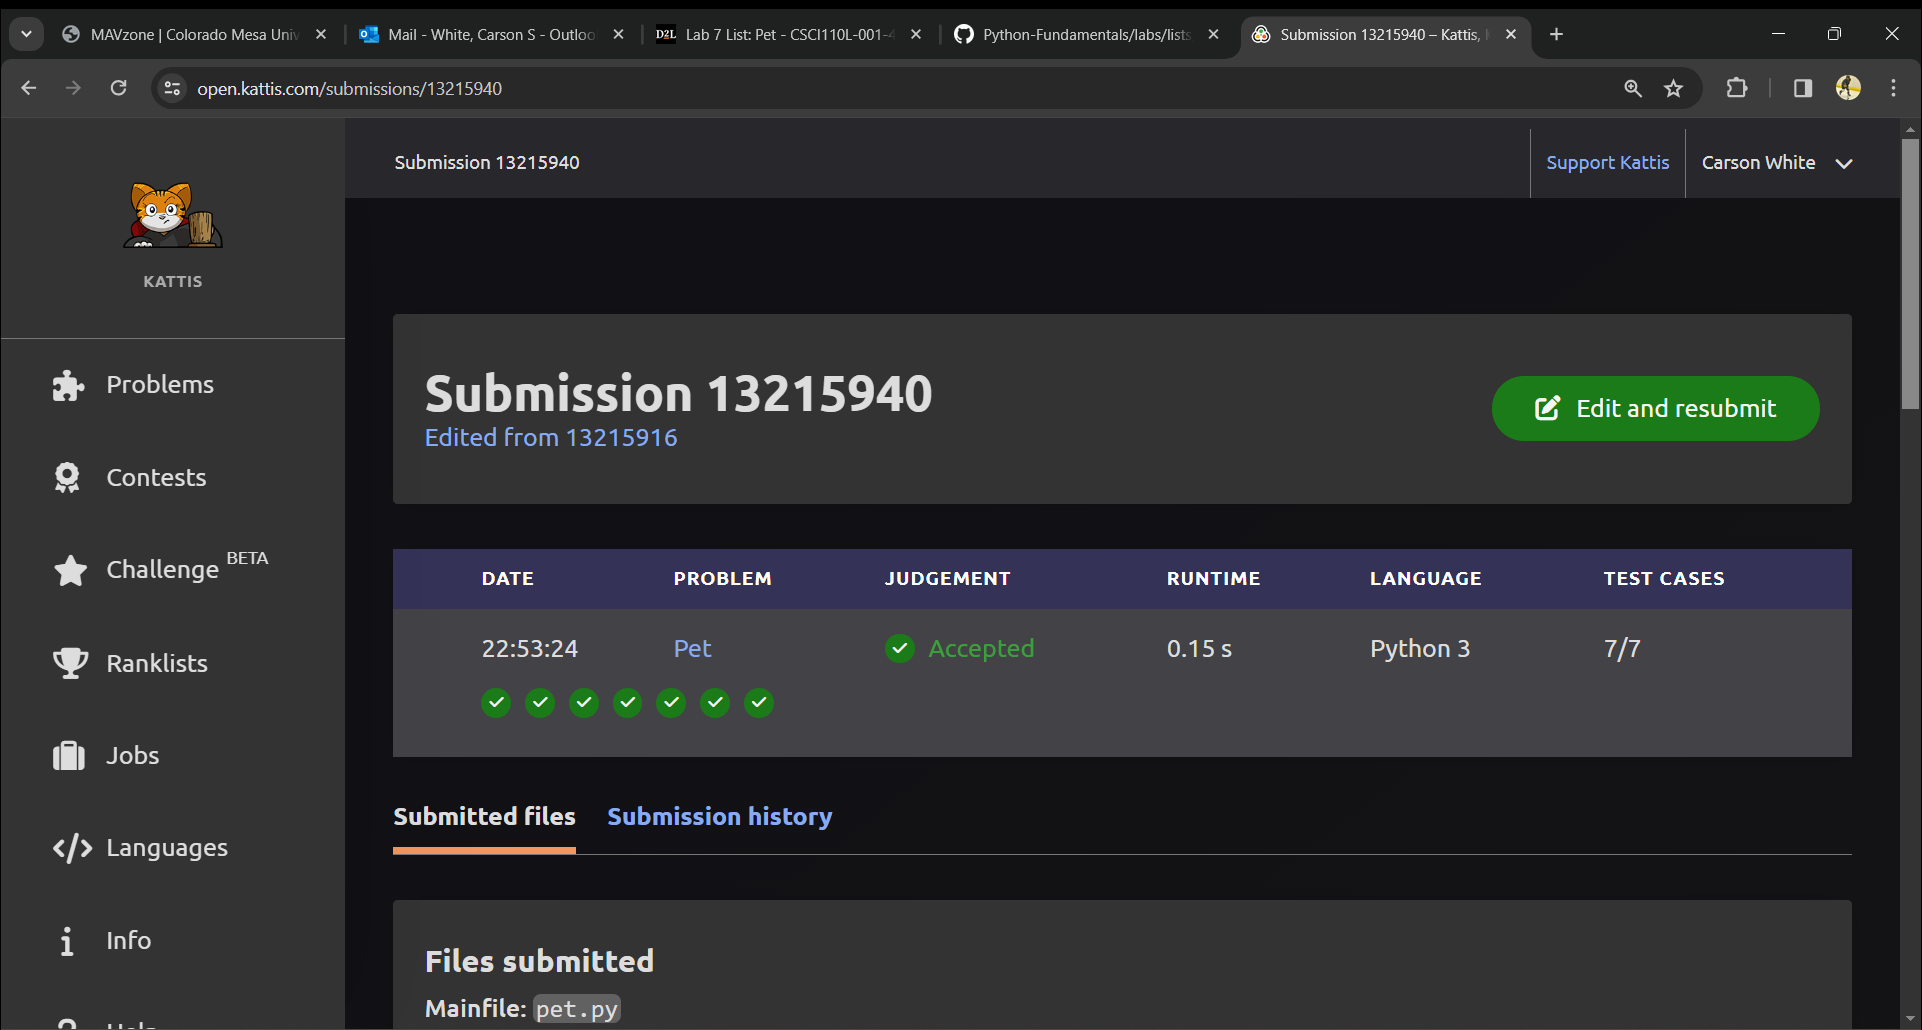 MAVzone | Colorado Mesa Univ
Mail - White, Carson S - Outloo
D2L Lab 7 List: Pet - CSCI110L-001-4
Python-Fundamentals/labs/lists
Submission 13215940 – Kattis, K
open.kattis.com/submissions/13215940
Submission 13215940
Support Kattis
Carson White
KATTIS
Problems
Contests
Challenge BETA
Ranklists
Jobs
Languages
Info
Help
Submission 13215940
Edited from 13215916
Edit and resubmit
DATE PROBLEM JUDGEMENT RUNTIME LANGUAGE TEST CASES
22:53:24 Pet Accepted 0.15 s Python 3 7/7
Submitted files Submission history
Files submitted
Mainfile: pet.py